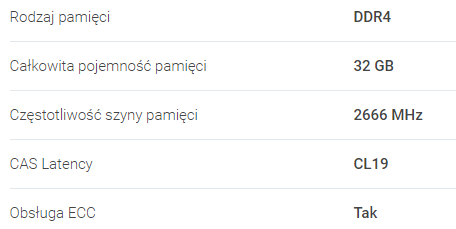 Rodzaj pamięci DDR4
Całkowita pojemność pamięci 32 GB
Częstotliwość szyny pamięci 2666 MHz
CAS Latency CL19
Obsługa ECC Tak